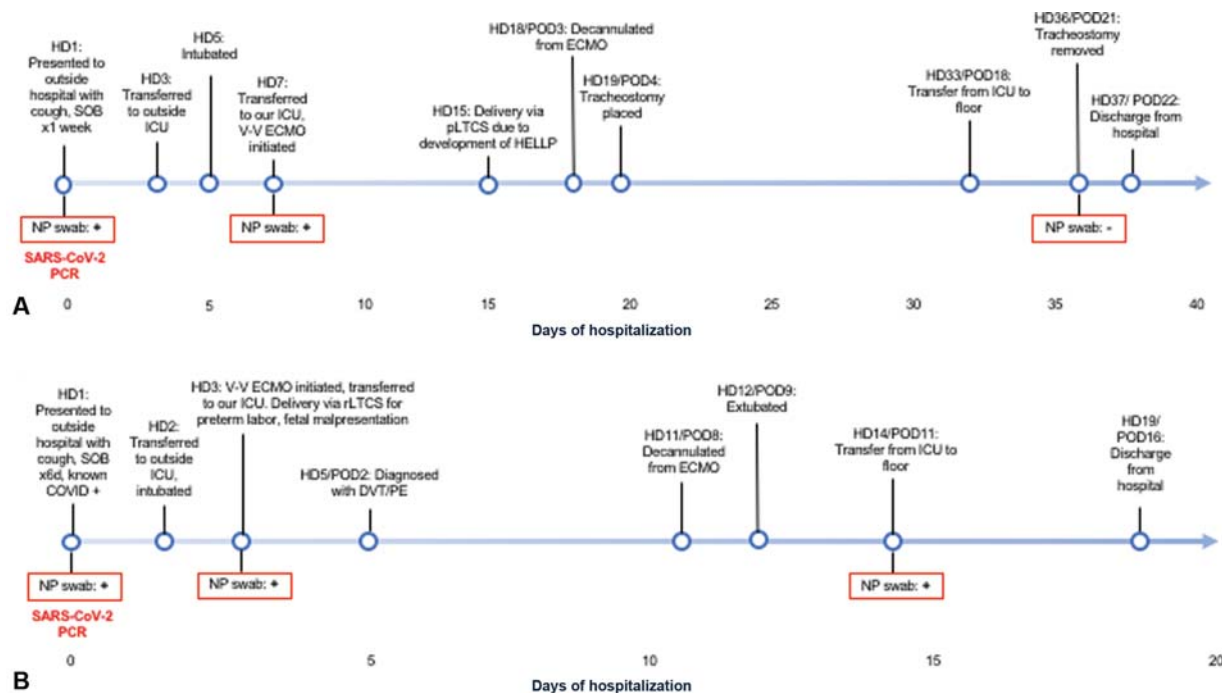 HD1:
Presented to
outside
hospital with
cough, SOB
x1 week
HD3:
Transferred
to outside
ICU
HD5:
Intubated
HD7:
Transferred
to our ICU,
V-V ECMO
initiated
HD15: Delivery via
pLTCS due to
development of HELLP
HD18/POD3: Decannulated
from ECMO
HD19/POD4:
Tracheostomy
placed
HD33/POD18:
Transfer from ICU to
floor
HD36/POD21:
Tracheostomy
removed
HD37/ POD22:
Discharge from
hospital
NP swab: +
NP swab: +
NP swab: -
SARS-CoV-2
PCR
A
0 5 10 15 20 25 30 35 40
Days of hospitalization
HD1:
Presented to
outside
hospital with
cough, SOB
x6d, known
COVID +
HD2:
Transferred
to outside
ICU,
intubated
HD3: V-V ECMO initiated, transferred
to our ICU. Delivery via rLTCS for
preterm labor, fetal malpresentation
HD5/POD2: Diagnosed
with DVT/PE
HD11/POD8:
Decannulated
from ECMO
HD12/POD9:
Extubated
HD14/POD11:
Transfer from ICU to
floor
HD19/
POD16:
Discharge
from
hospital
NP swab: +
NP swab: +
NP swab: +
SARS-CoV-2
PCR
B
0 5 10 15 20
Days of hospitalization